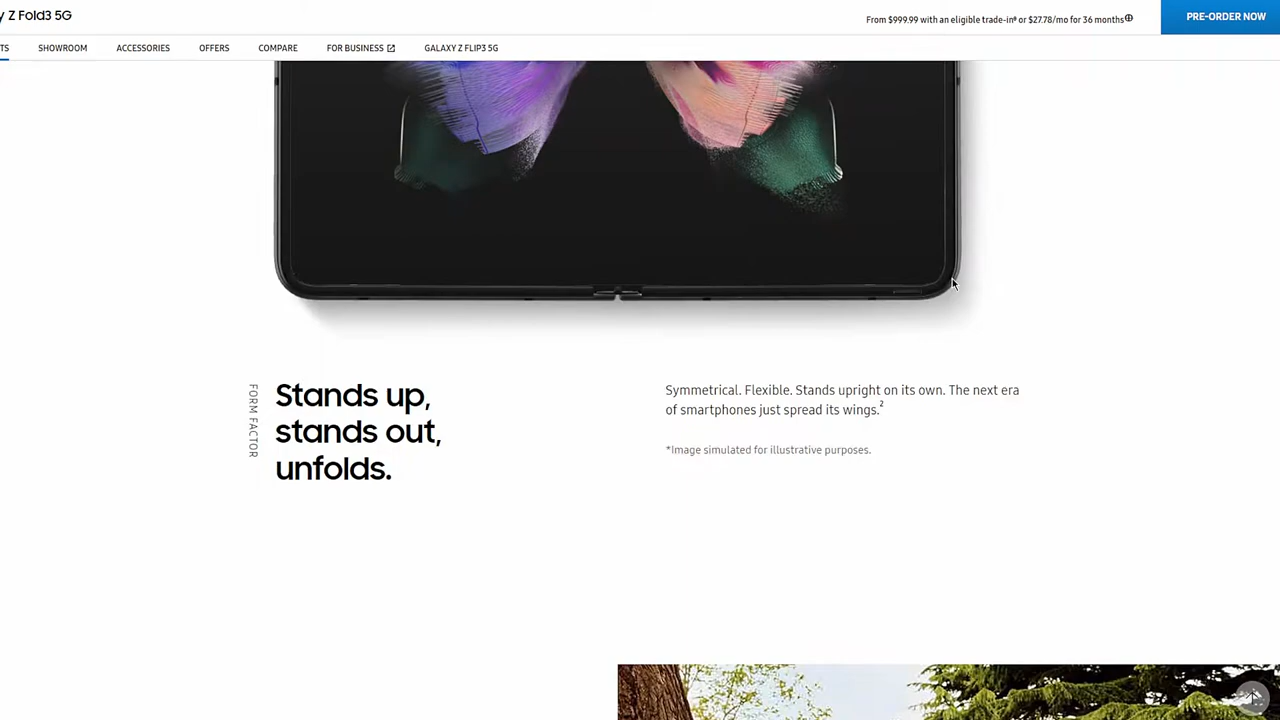 y Z Fold3 5G
From $999.99 with an eligible trade-in⁰ or $27.78/mo for 36 months
PRE-ORDER NOW
TS SHOWROOM ACCESSORIES OFFERS COMPARE FOR BUSINESS GALAXY Z FLIP3 5G
FORM FACTOR
Stands up,
stands out,
unfolds.
Symmetrical. Flexible. Stands upright on its own. The next era
of smartphones just spread its wings.²
*Image simulated for illustrative purposes.